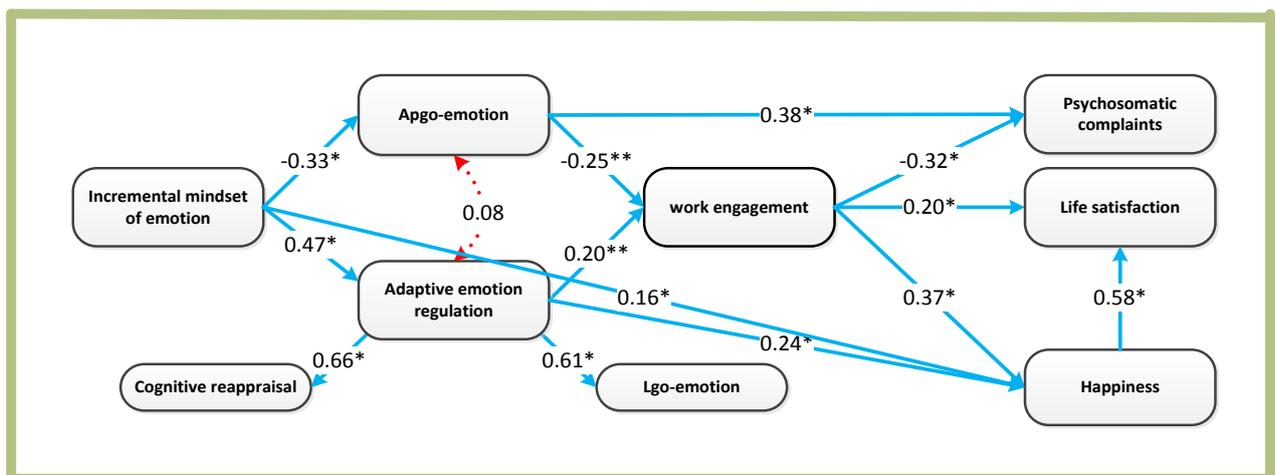 Apgo-emotion
0.38*
Psychosomatic
complaints
-0.33*
-0.25**
-0.32*
Incremental mindset
of emotion
0.08
work engagement
0.20*
Life satisfaction
0.47*
0.20**
Adaptive emotion
regulation
0.16*
0.37*
0.58*
0.24*
0.66*
0.61*
Cognitive reappraisal
Lgo-emotion
Happiness